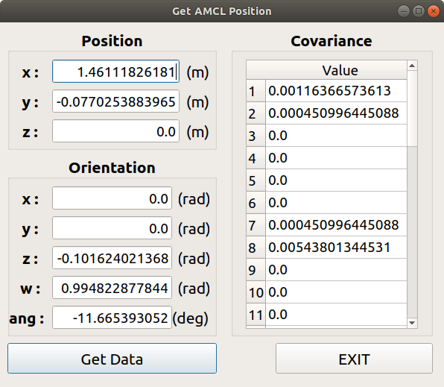 Get AMCL Position
Position
x : 1.46111826181 (m)
y : -0.0770253883965 (m)
z : 0.0 (m)
Orientation
x : 0.0 (rad)
y : 0.0 (rad)
z : -0.101624021368 (rad)
w : 0.994822877844 (rad)
ang : -11.665393052 (deg)
Get Data
Covariance
Value
1 0.00116366573613
2 0.000450996445088
3 0.0
4 0.0
5 0.0
6 0.0
7 0.000450996445088
8 0.00543801344531
9 0.0
10 0.0
11 0.0
EXIT